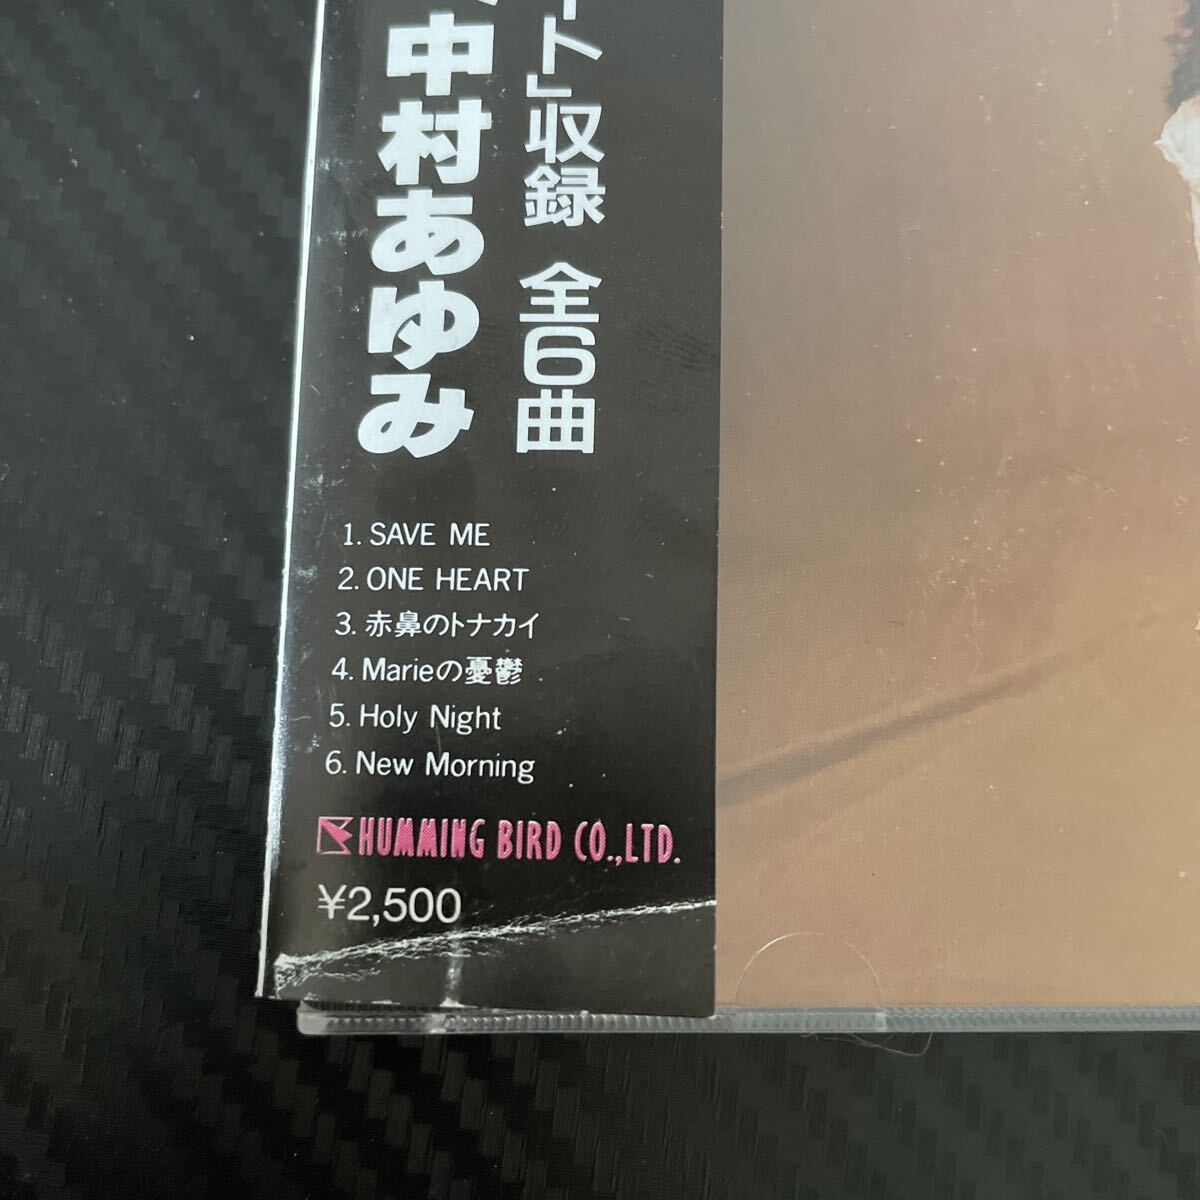 ート」収録 全6曲
中村あゆみ
1. SAVE ME
2. ONE HEART
3. 赤鼻のトナカイ
4. Marieの憂鬱
5. Holy Night
6. New Morning
HUMMING BIRD CO.,LTD.
¥2,500